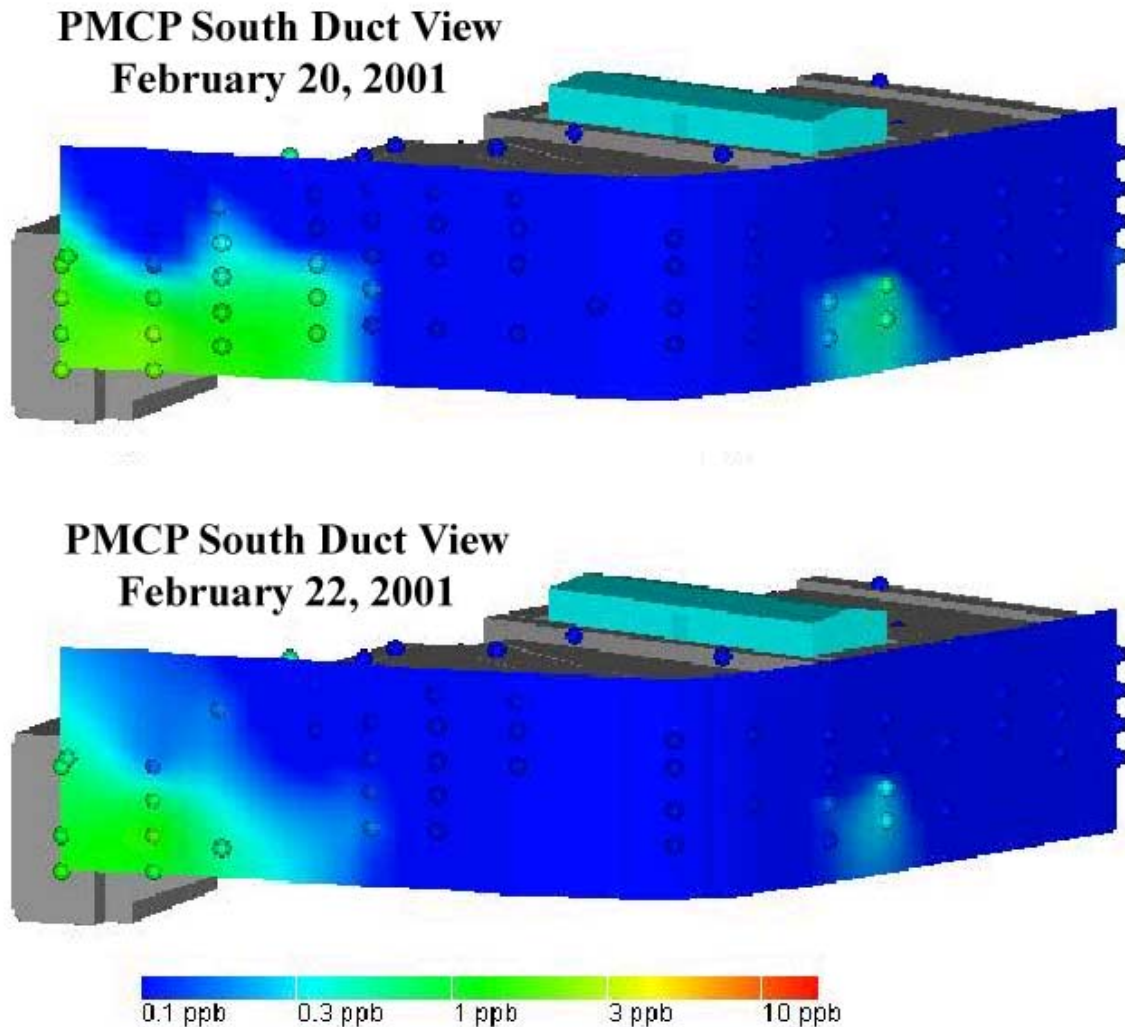 PMCP South Duct View
February 20, 2001
PMCP South Duct View
February 22, 2001
0.1 ppb 0.3 ppb 1 ppb 3 ppb 10 ppb